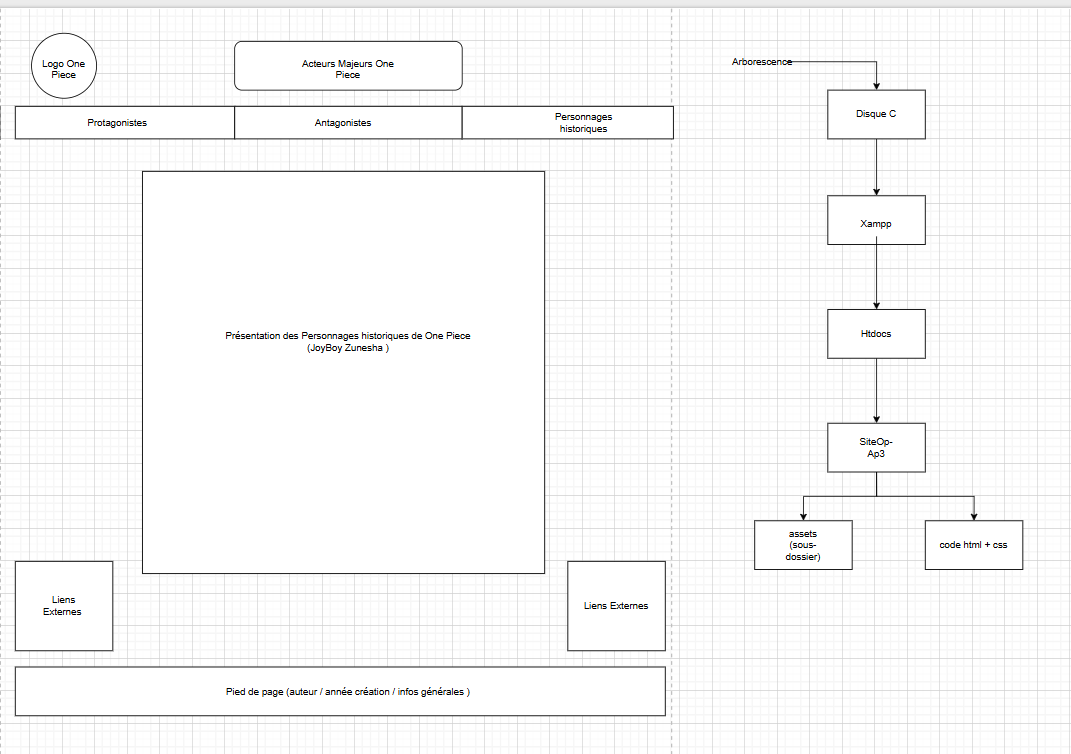 Logo One
Piece
Acteurs Majeurs One
Piece
Protagonistes
Antagonistes
Personnages
historiques
Présentation des Personnages historiques de One Piece
(JoyBoy Zunesha )
Liens
Externes
Liens Externes
Pied de page (auteur / année création / infos générales )
Arborescence
Disque C
Xampp
Htdocs
SiteOp-
Ap3
assets
(sous-
dossier)
code html + css